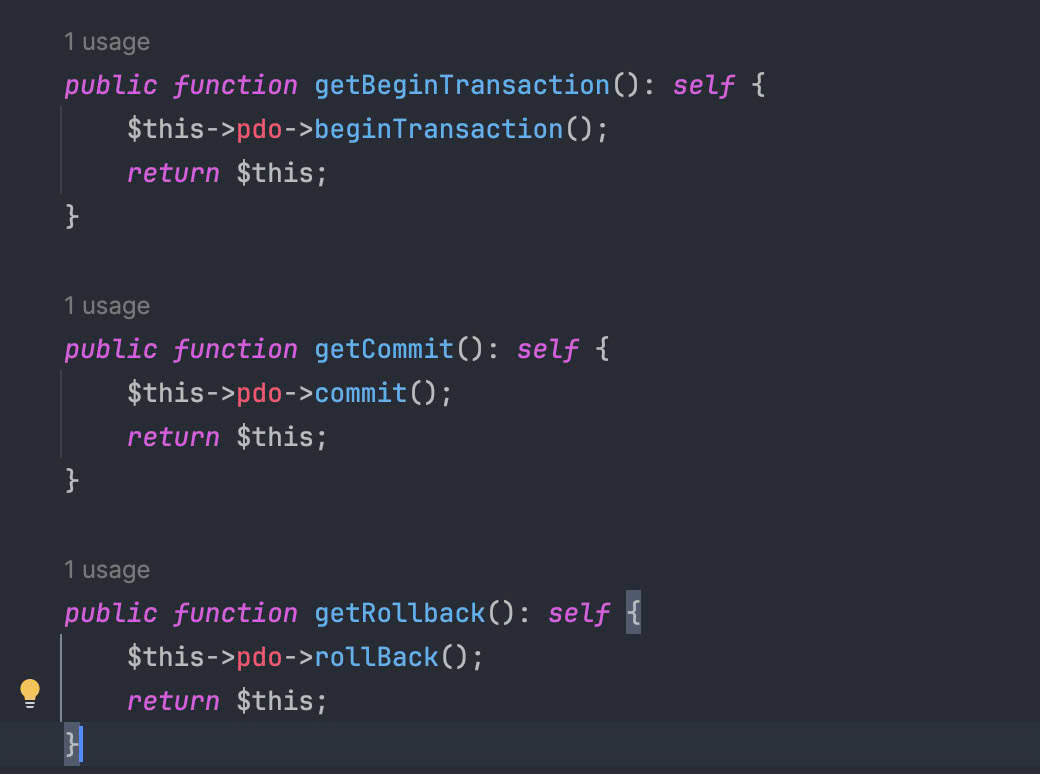 1 usage
public function getBeginTransaction(): self {
$this->pdo->beginTransaction();
return $this;
}
1 usage
public function getCommit(): self {
$this->pdo->commit();
return $this;
}
1 usage
public function getRollback(): self {
$this->pdo->rollBack();
return $this;
}